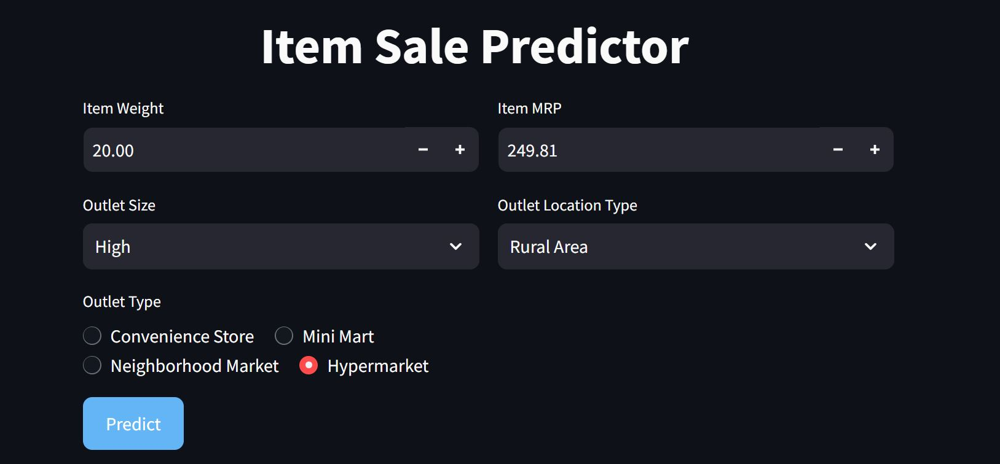 Item Sale Predictor
Item Weight
Item MRP
20.00
249.81
Outlet Size
Outlet Location Type
High
Rural Area
Outlet Type
Convenience Store Mini Mart
Neighborhood Market Hypermarket
Predict